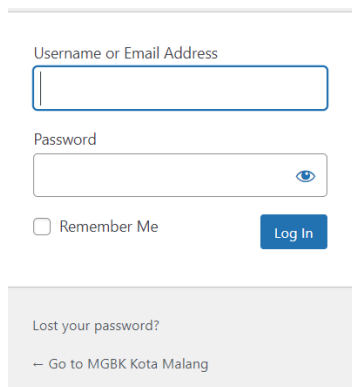 Username or Email Address
Password
Remember Me
Log In
Lost your password?
← Go to MGBK Kota Malang